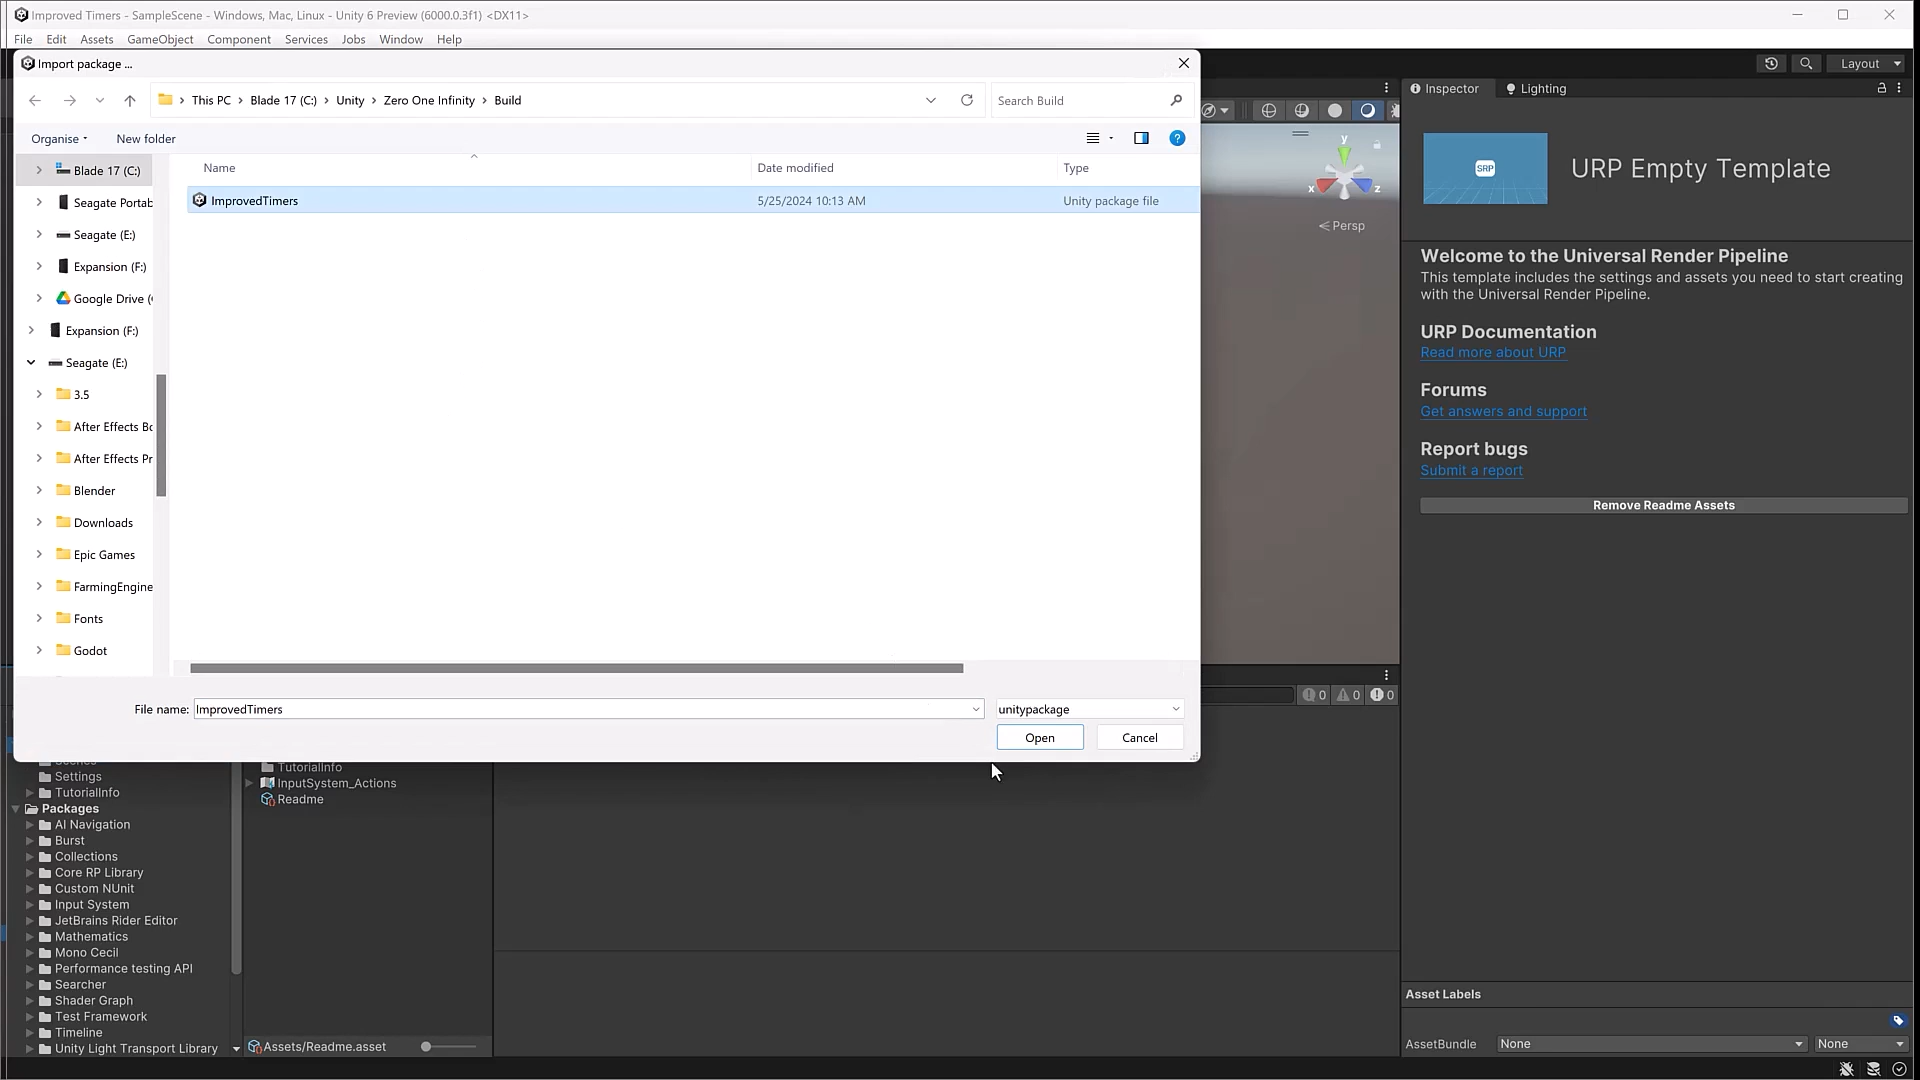 Improved Timers - SampleScene - Windows, Mac, Linux - Unity 6 Preview (6000.0.3f1) <DX11>
File Edit Assets GameObject Component Services Jobs Window Help
Import package ...
Layout
This PC > Blade 17 (C:) > Unity > Zero One Infinity > Build
Search Build
Inspector Lighting
Organise New folder
?
Name Date modified Type
ImprovedTimers 5/25/2024 10:13 AM Unity package file
Blade 17 (C:)
Seagate Portab
Seagate (E:)
Expansion (F:)
Google Drive (
Expansion (F:)
Seagate (E:)
3.5
After Effects Bo
After Effects Pr
Blender
Downloads
Epic Games
FarmingEngine
Fonts
Godot
y
x z
Persp
SRP
URP Empty Template
Welcome to the Universal Render Pipeline
This template includes the settings and assets you need to start creating
with the Universal Render Pipeline.
URP Documentation
Read more about URP
Forums
Get answers and support
Report bugs
Submit a report
Remove Readme Assets
0 0 0
File name: ImprovedTimers unitypackage
Open Cancel
Scenes
Settings
TutorialInfo
Packages
AI Navigation
Burst
Collections
Core RP Library
Custom NUnit
Input System
JetBrains Rider Editor
Mathematics
Mono Cecil
Performance testing API
Searcher
Shader Graph
Test Framework
Timeline
Unity Light Transport Library
TutorialInfo
InputSystem_Actions
Readme
Assets/Readme.asset
Asset Labels
AssetBundle None None